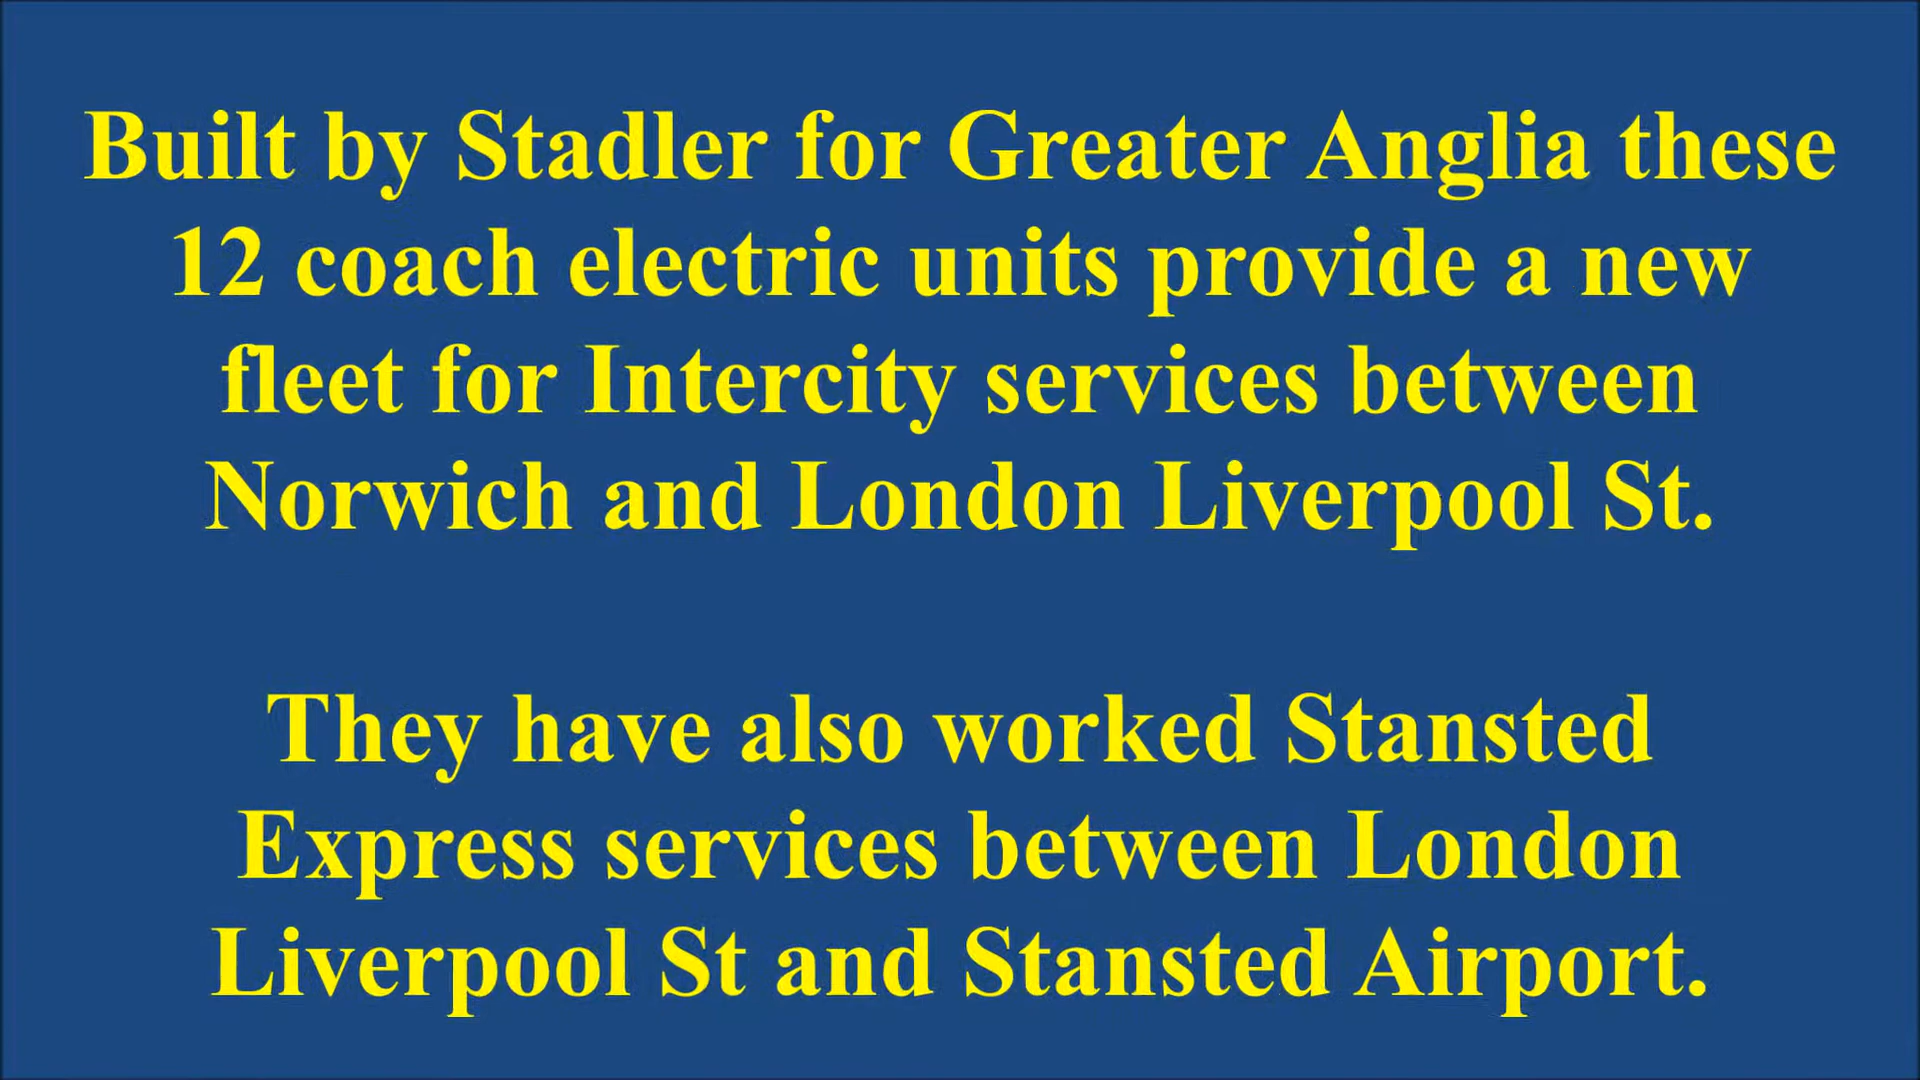 Built by Stadler for Greater Anglia these
12 coach electric units provide a new
fleet for Intercity services between
Norwich and London Liverpool St.
They have also worked Stansted
Express services between London
Liverpool St and Stansted Airport.